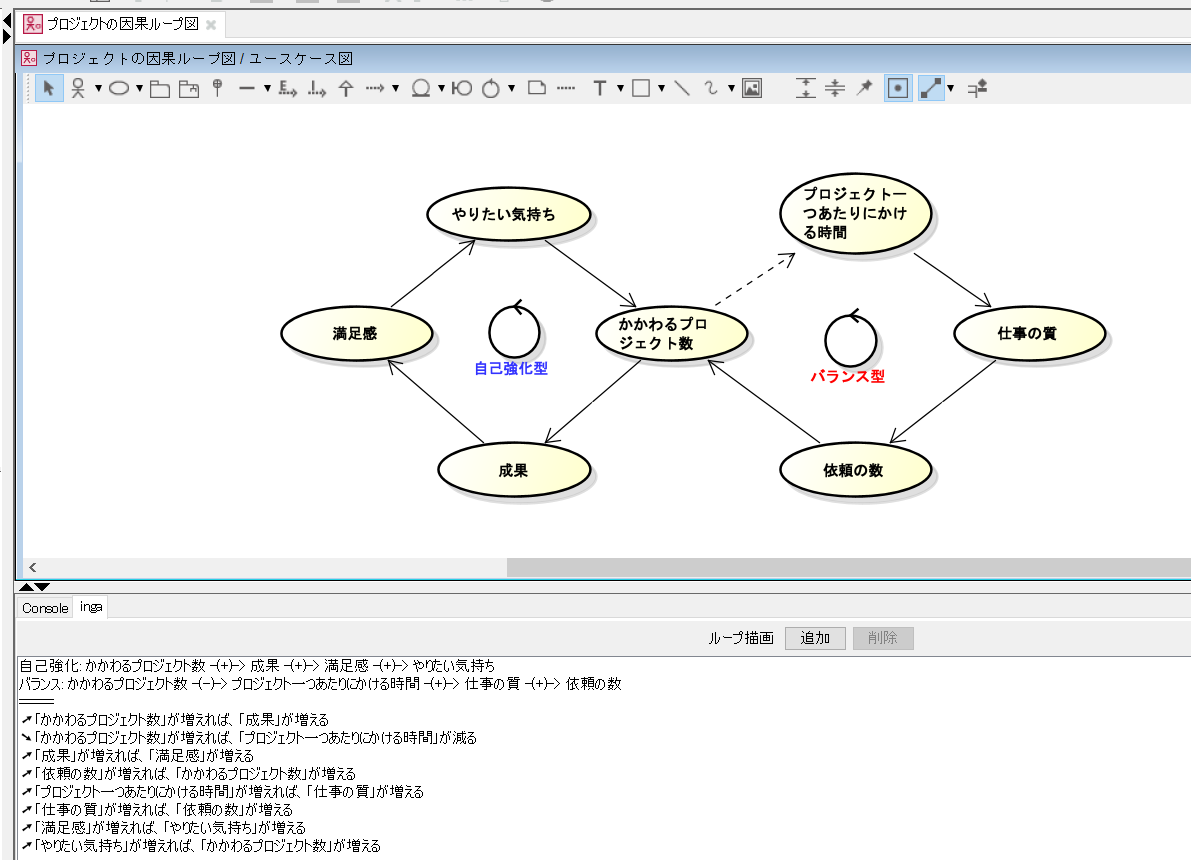 プロジェクトの因果ループ図
プロジェクトの因果ループ図 / ユースケース図
やりたい気持ち
プロジェクト一
つあたりにかけ
る時間
満足感
かかわるプロ
ジェクト数
仕事の質
自己強化型
バランス型
成果
依頼の数
Console
inga
ループ描画
追加
削除
自己強化: かかわるプロジェクト数 -(+)-> 成果 -(+)-> 満足感 -(+)-> やりたい気持ち
バランス: かかわるプロジェクト数 -(-)-> プロジェクト一つあたりにかける時間 -(+)-> 仕事の質 -(+)-> 依頼の数
=====
➚「かかわるプロジェクト数」が増えれば、「成果」が増える
➘「かかわるプロジェクト数」が増えれば、「プロジェクト一つあたりにかける時間」が減る
➚「成果」が増えれば、「満足感」が増える
➚「依頼の数」が増えれば、「かかわるプロジェクト数」が増える
➚「プロジェクト一つあたりにかける時間」が増えれば、「仕事の質」が増える
➚「仕事の質」が増えれば、「依頼の数」が増える
➚「満足感」が増えれば、「やりたい気持ち」が増える
➚「やりたい気持ち」が増えれば、「かかわるプロジェクト数」が増える